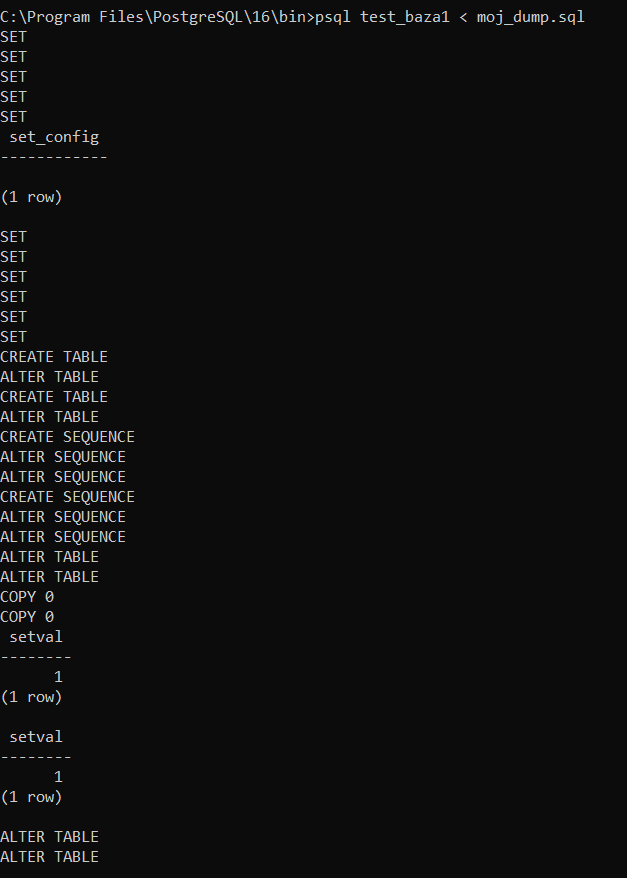 C:\Program Files\PostgreSQL\16\bin>psql test_baza1 < moj_dump.sql
SET
SET
SET
SET
SET
 set_config
------------

(1 row)

SET
SET
SET
SET
SET
SET
CREATE TABLE
ALTER TABLE
CREATE TABLE
ALTER TABLE
CREATE SEQUENCE
ALTER SEQUENCE
ALTER SEQUENCE
CREATE SEQUENCE
ALTER SEQUENCE
ALTER SEQUENCE
ALTER TABLE
ALTER TABLE
COPY 0
COPY 0
 setval
--------
      1
(1 row)

 setval
--------
      1
(1 row)

ALTER TABLE
ALTER TABLE